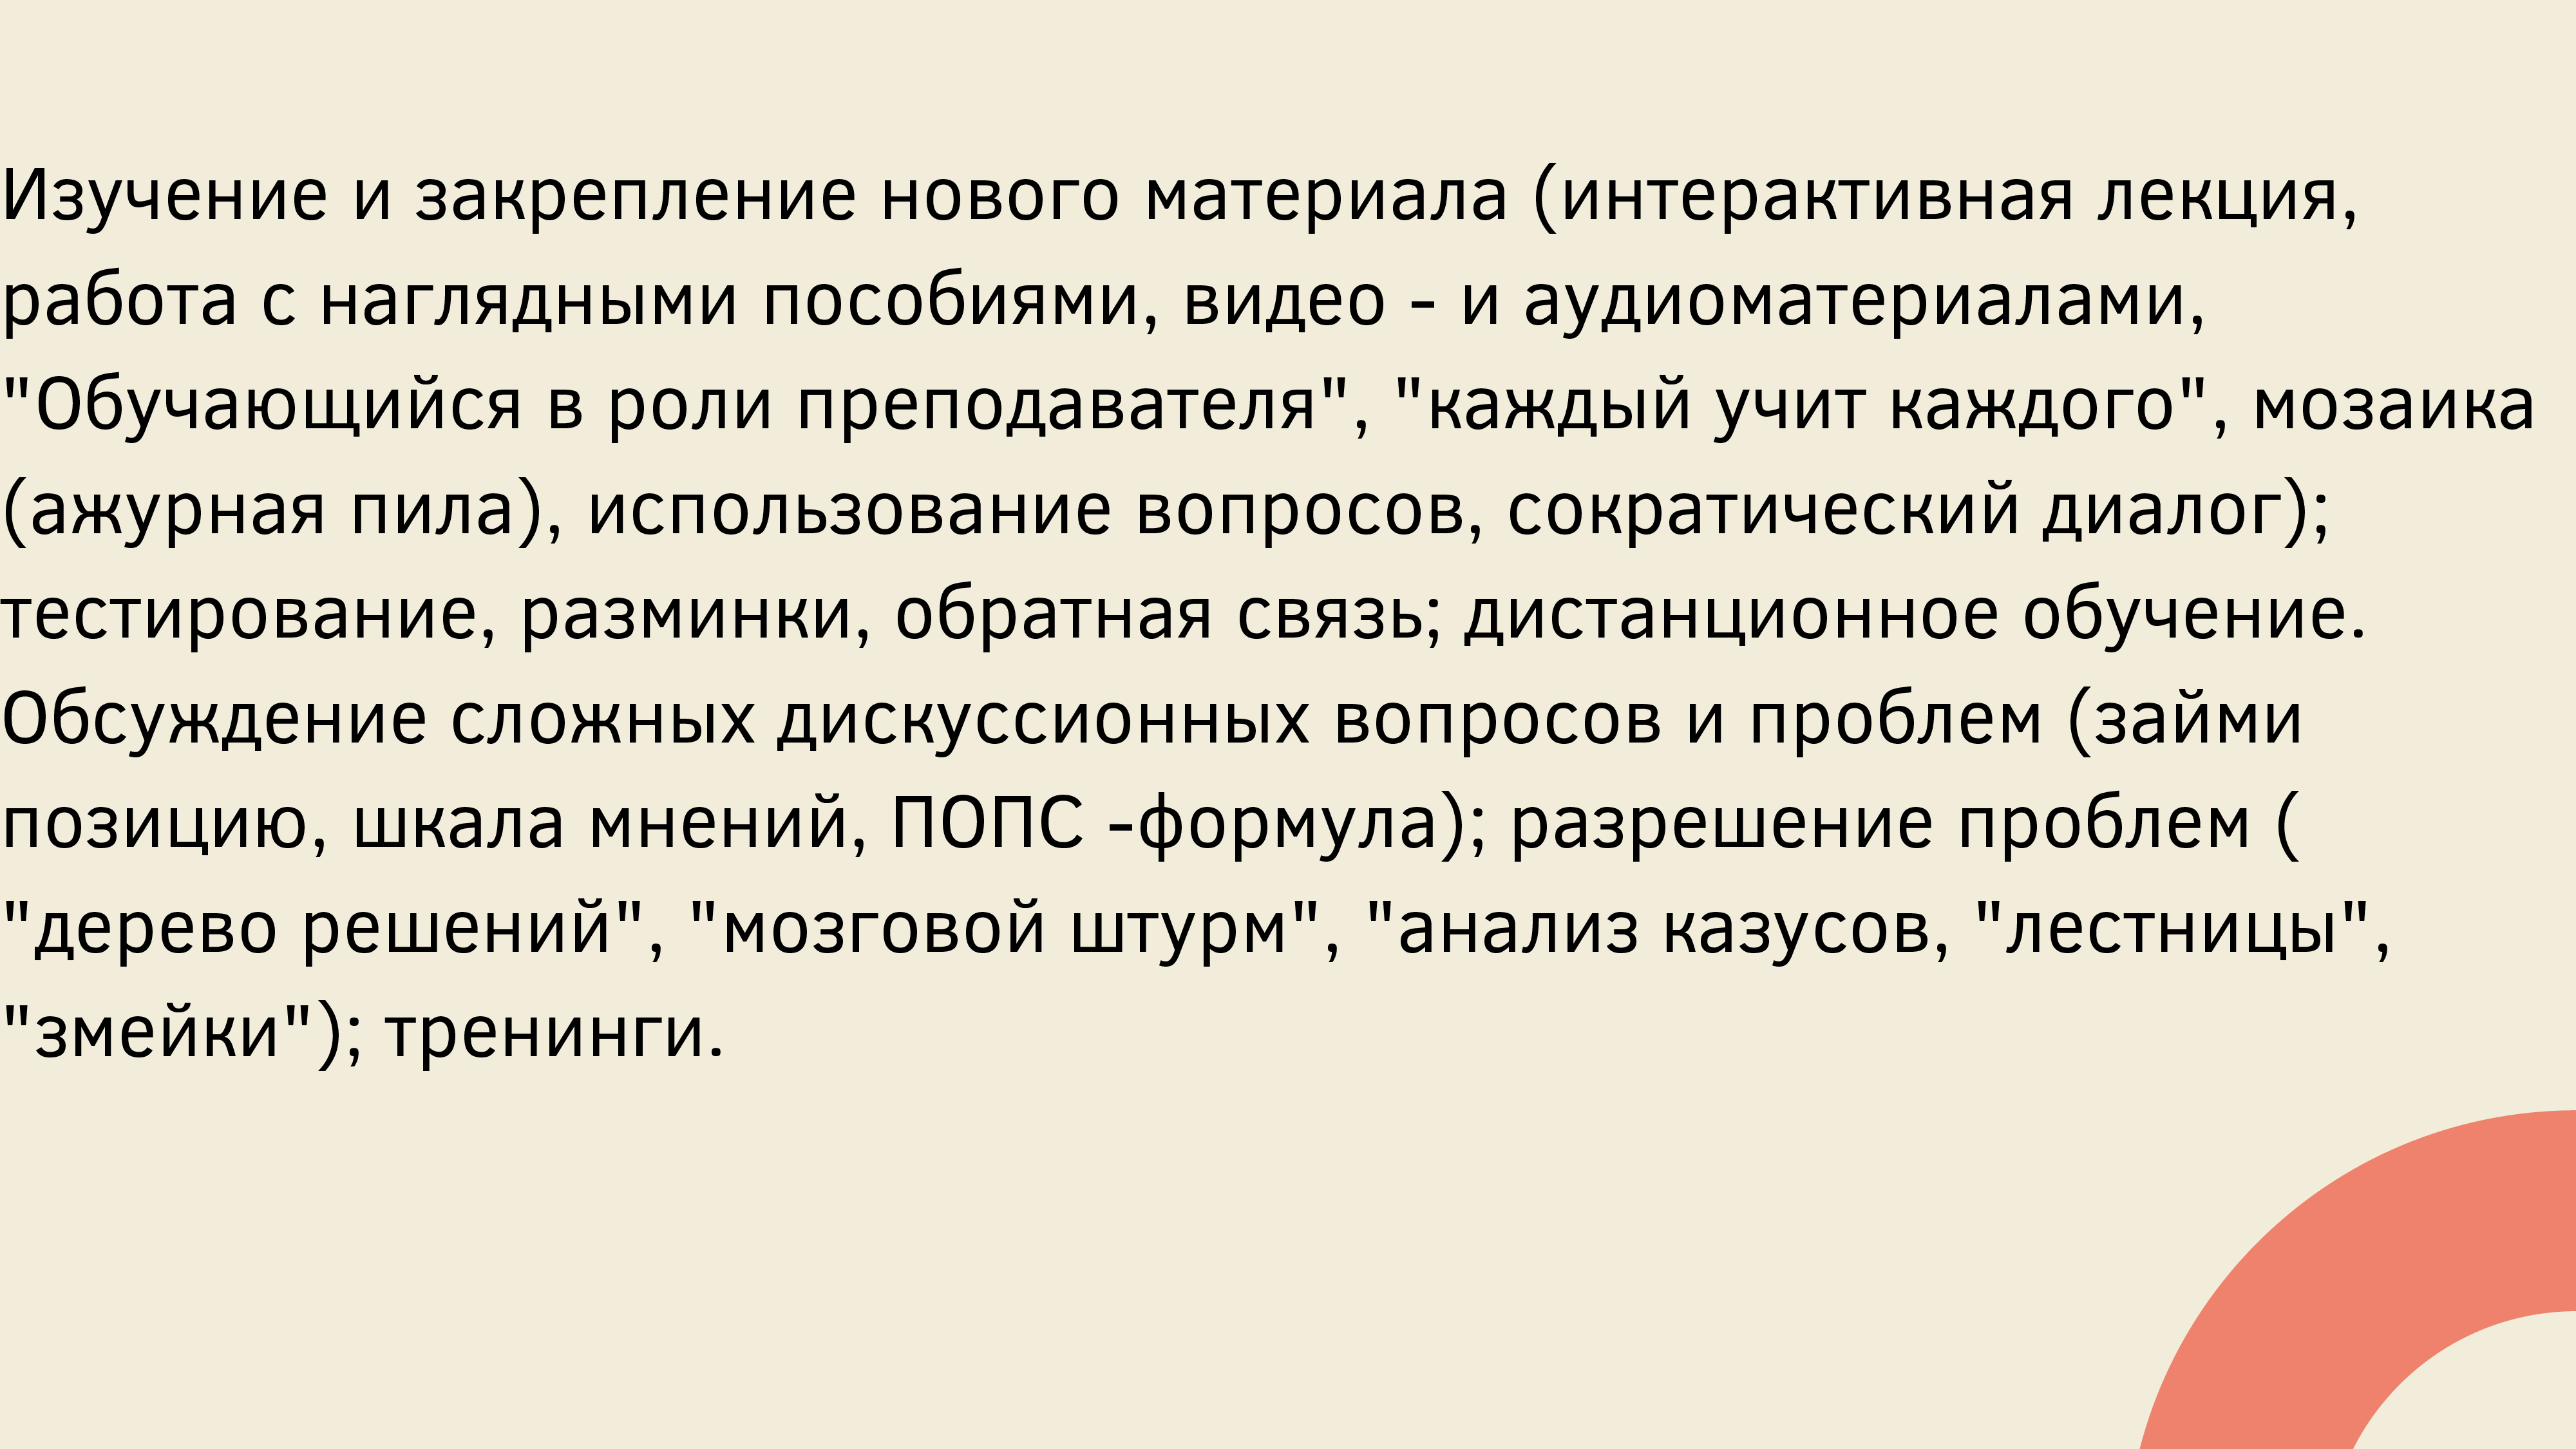 Изучение и закрепление нового материала (интерактивная лекция,
работа с наглядными пособиями, видео - и аудиоматериалами,
"Обучающийся в роли преподавателя", "каждый учит каждого", мозаика
(ажурная пила), использование вопросов, сократический диалог);
тестирование, разминки, обратная связь; дистанционное обучение.
Обсуждение сложных дискуссионных вопросов и проблем (займи
позицию, шкала мнений, ПОПС -формула); разрешение проблем (
"дерево решений", "мозговой штурм", "анализ казусов, "лестницы",
"змейки"); тренинги.